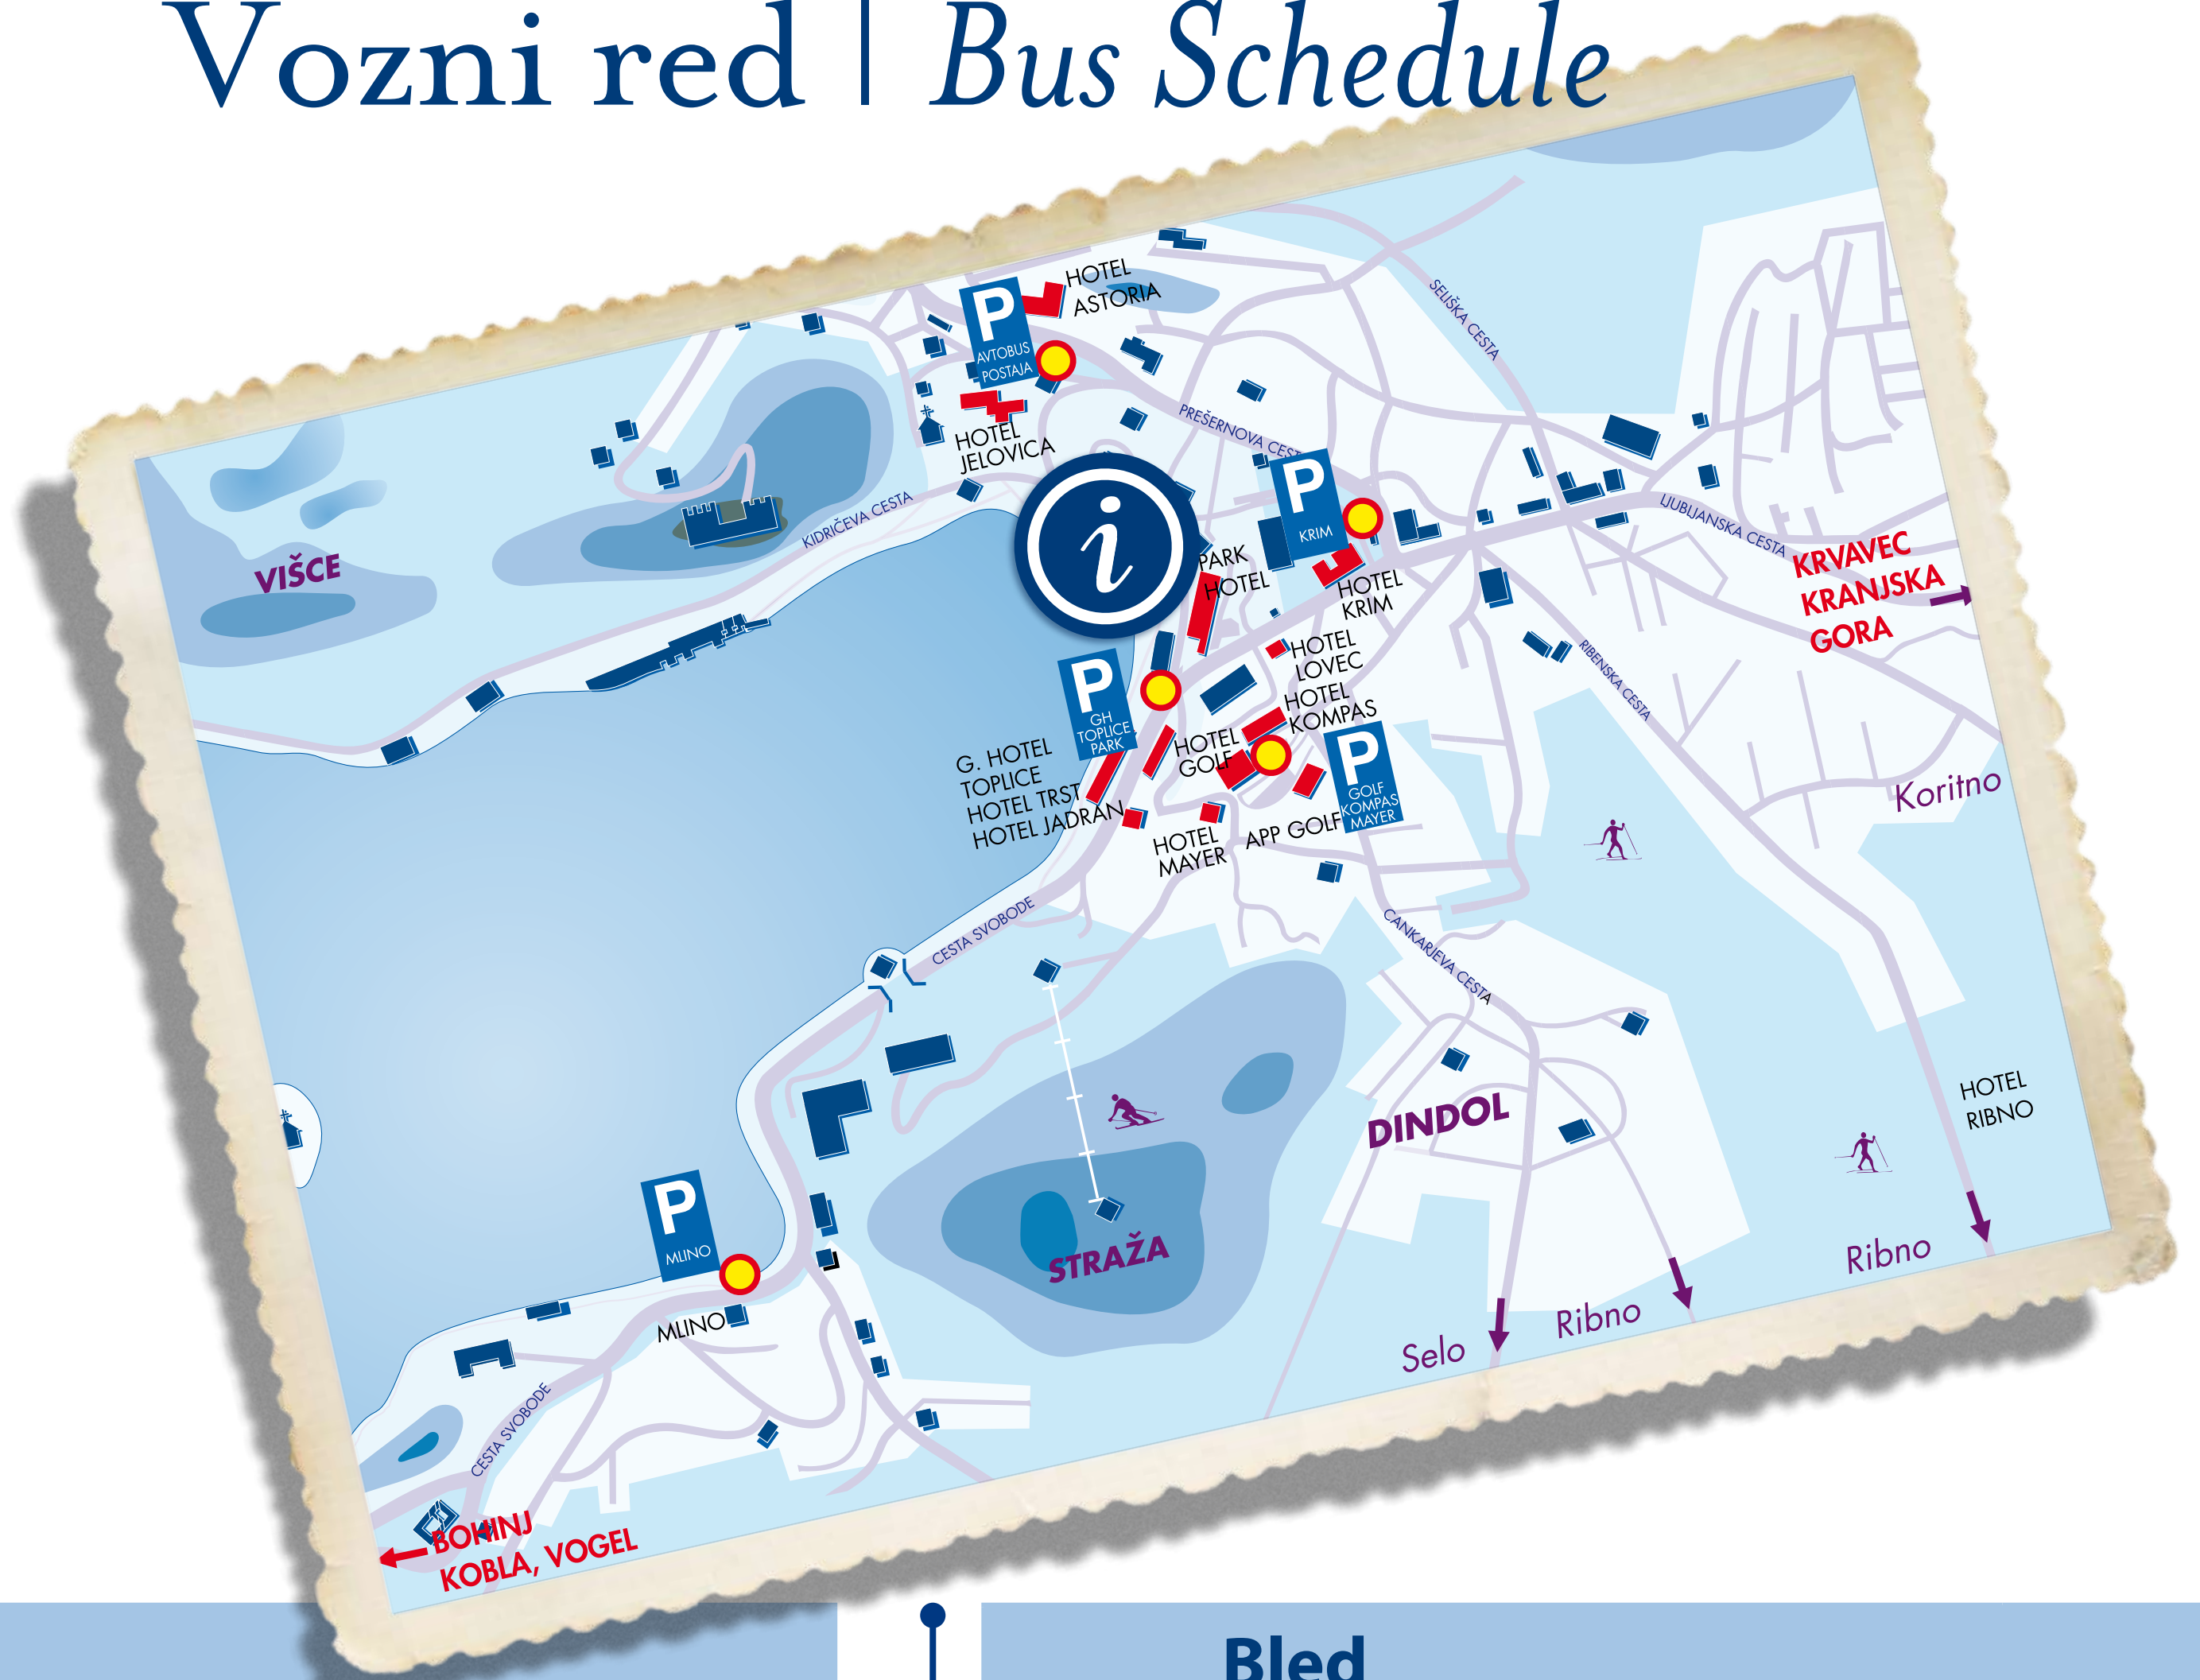 Vozni red | Bus Schedule
HOTEL
ASTORIA
P
AVTOBUS
POSTAJA
HOTEL
JELOVICA
SELIŠKA CESTA
PREŠERNOVA CEST
KIDRIČEVA CESTA
i
P
KRIM
LJUBLJANSKA CESTA
VIŠCE
PARK
HOTEL
HOTEL
KRIM
KRVAVEC
KRANJSKA
GORA
HOTEL
LOVEC
RIBENSKA CESTA
P
GH
TOPLICE
PARK
HOTEL
KOMPAS
HOTEL
GOLF
P
GOLF
KOMPAS
MAYER
G. HOTEL
TOPLICE
HOTEL TRST
HOTEL JADRAN
HOTEL
MAYER
APP GOLF
Koritno
CESTA SVOBODE
CANKARJEVA CESTA
DINDOL
HOTEL
RIBNO
P
MLINO
STRAŽA
Ribno
MLINO
Ribno
Selo
CESTA SVOBODE
BOHINJ
KOBLA, VOGEL
Bled